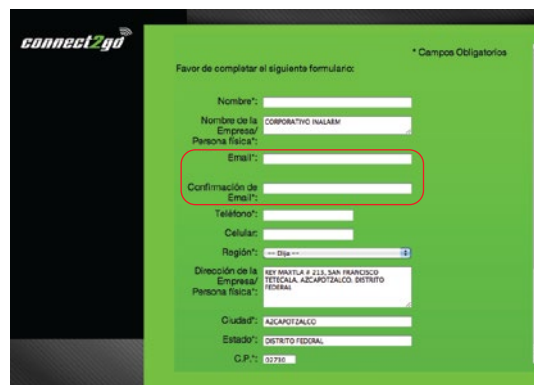 connect2go
* Campos Obligatorios
Favor de completar el siguiente formulario:
Nombre*:
Nombre de la
Empresa/
Persona física*:
CORPORATIVO INALARM
Email*:
Confirmación de
Email*:
Teléfono*:
Celular:
Región*:
-- Elija --
Dirección de la
Empresa/
Persona física*:
REY MAXTLA # 213, SAN FRANCISCO
TETECALA, AZCAPOTZALCO, DISTRITO
FEDERAL
Ciudad*:
AZCAPOTZALCO
Estado*:
DISTRITO FEDERAL
C.P.*:
02730